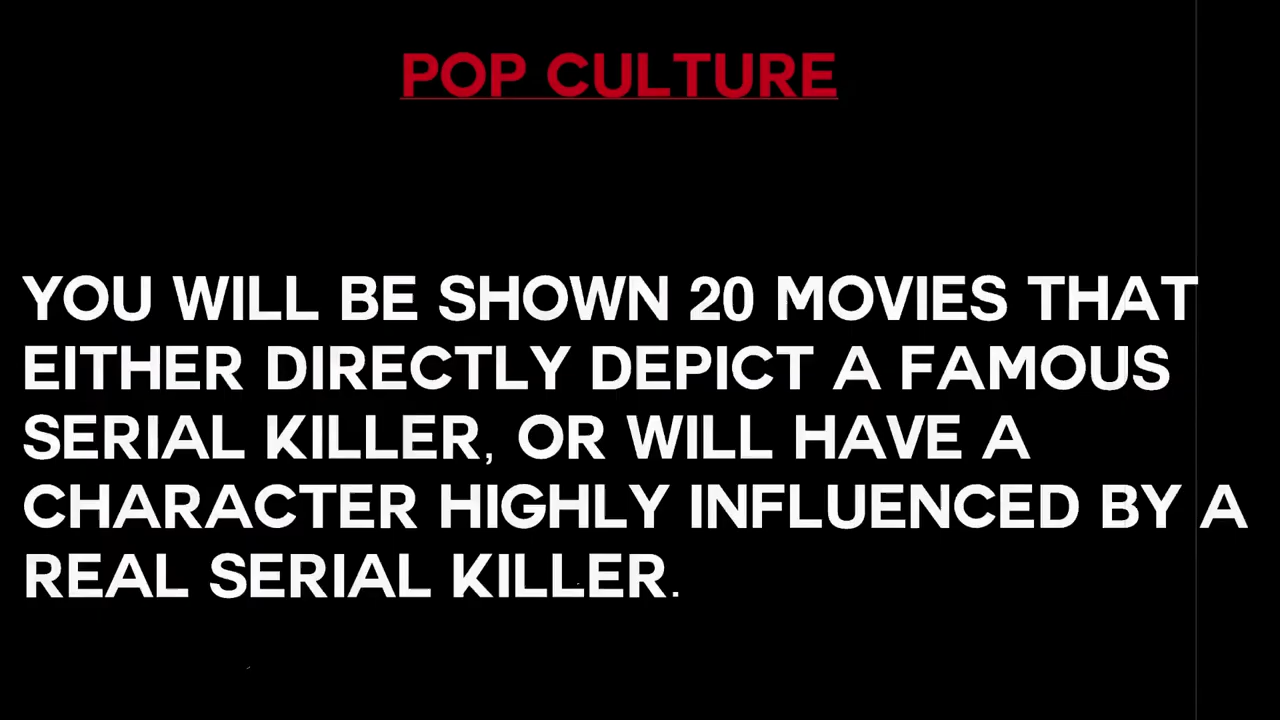 POP CULTURE
YOU WILL BE SHOWN 20 MOVIES THAT
EITHER DIRECTLY DEPICT A FAMOUS
SERIAL KILLER, OR WILL HAVE A
CHARACTER HIGHLY INFLUENCED BY A
REAL SERIAL KILLER.